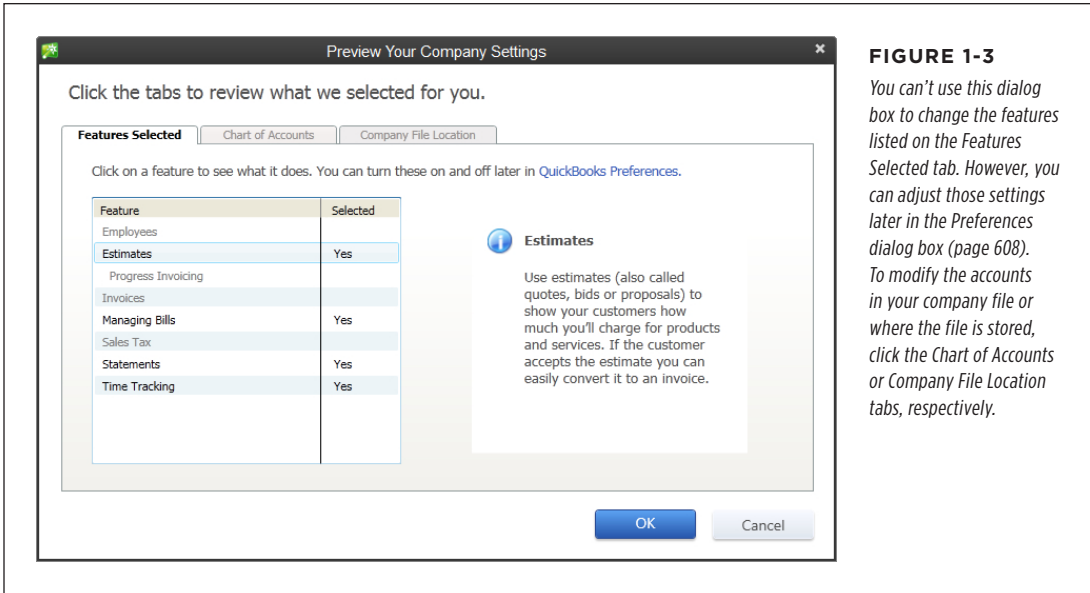 Preview Your Company Settings
Click the tabs to review what we selected for you.
Features Selected
Chart of Accounts
Company File Location
Click on a feature to see what it does. You can turn these on and off later in QuickBooks Preferences.
Feature Selected
Employees
Estimates Yes
Progress Invoicing
Invoices
Managing Bills Yes
Sales Tax
Statements Yes
Time Tracking Yes
Estimates
Use estimates (also called
quotes, bids or proposals) to
show your customers how
much you'll charge for products
and services. If the customer
accepts the estimate you can
easily convert it to an invoice.
OK
Cancel
FIGURE 1-3
You can't use this dialog
box to change the features
listed on the Features
Selected tab. However, you
can adjust those settings
later in the Preferences
dialog box (page 608).
To modify the accounts
in your company file or
where the file is stored,
click the Chart of Accounts
or Company File Location
tabs, respectively.